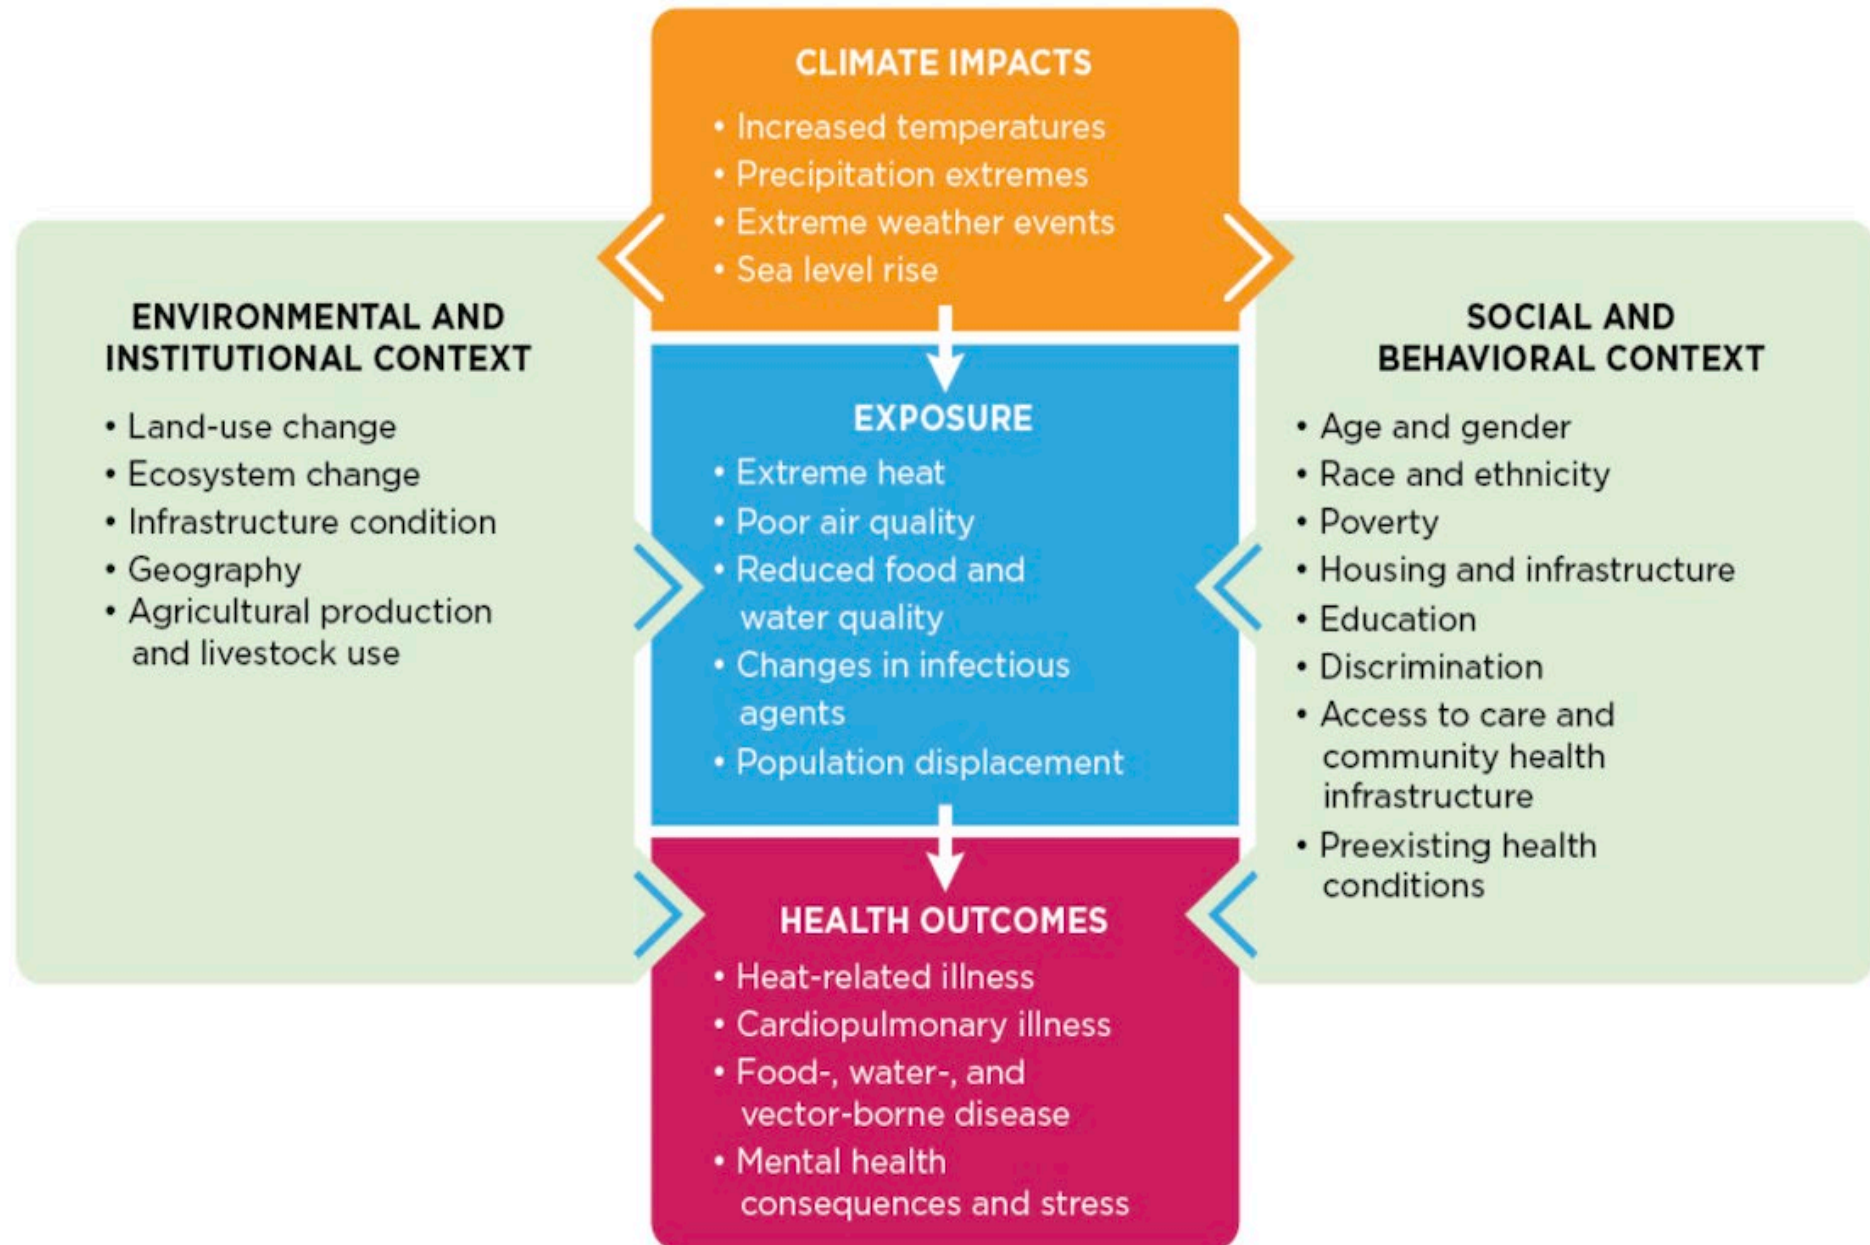 CLIMATE IMPACTS
• Increased temperatures
• Precipitation extremes
• Extreme weather events
• Sea level rise
ENVIRONMENTAL AND
INSTITUTIONAL CONTEXT
• Land-use change
• Ecosystem change
• Infrastructure condition
• Geography
• Agricultural production
and livestock use
EXPOSURE
• Extreme heat
• Poor air quality
• Reduced food and
water quality
• Changes in infectious
agents
• Population displacement
SOCIAL AND
BEHAVIORAL CONTEXT
• Age and gender
• Race and ethnicity
• Poverty
• Housing and infrastructure
• Education
• Discrimination
• Access to care and
community health
infrastructure
• Preexisting health
conditions
HEALTH OUTCOMES
• Heat-related illness
• Cardiopulmonary illness
• Food-, water-, and
vector-borne disease
• Mental health
consequences and stress